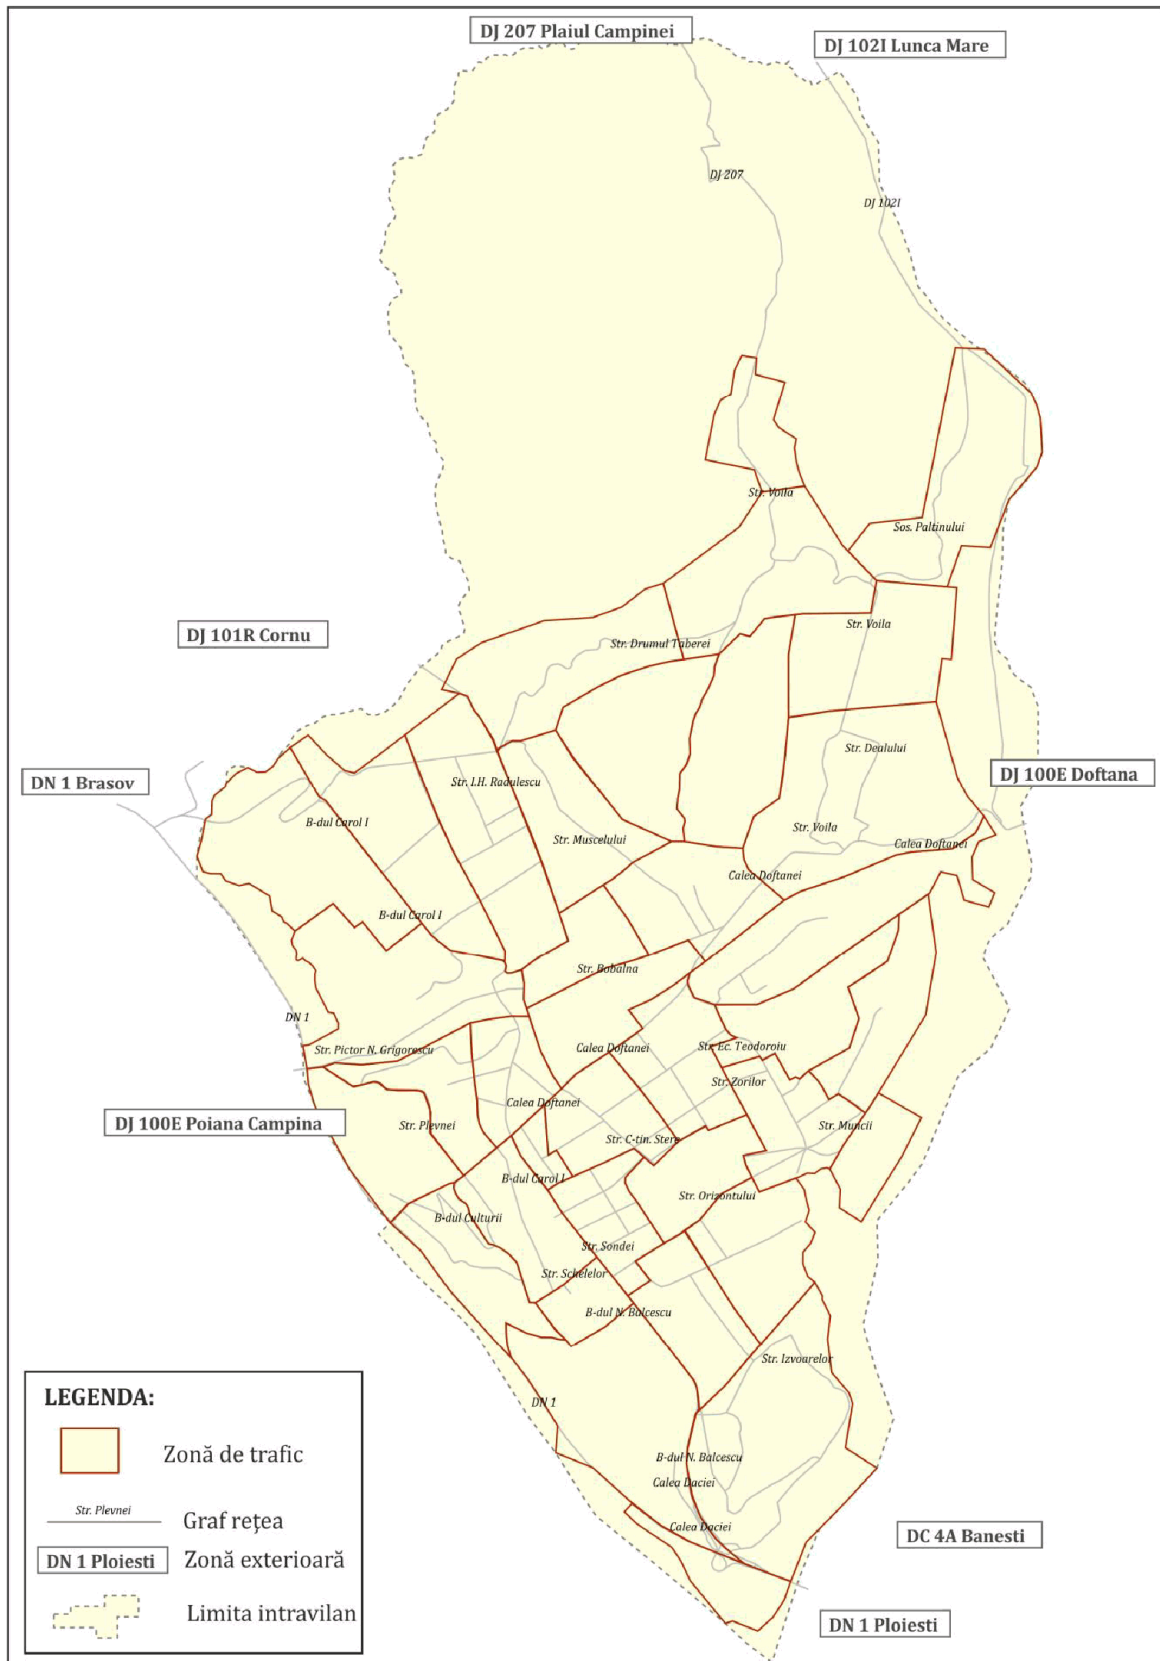 DJ 207 Plaiul Campinei
DJ 102I Lunca Mare
DJ 207
DJ 102I
Str. Voila
Sos. Paltinului
DJ 101R Cornu
Str. Voila
Str. Drumul Taberei
Str. Dealului
DN 1 Brasov
DJ 100E Doftana
Str. I.H. Radulescu
B-dul Carol I
Str. Voila
Str. Muscelului
Calea Doftanei
Calea Doftanei
B-dul Carol I
Str. Bobalna
DN 1
Str. Pictor N. Grigorescu
Calea Doftanei
Str. Ec. Teodoroiu
Str. Zorilor
Calea Doftanei
DJ 100E Poiana Campina
Str. Plevnei
Str. C-tin. Stere
Str. Muncii
B-dul Carol I
Str. Orizontului
B-dul Culturii
Str. Sondei
Str. Schelelor
B-dul N. Balcescu
Str. Izvoarelor
LEGENDA:
DN 1
Zonă de trafic
B-dul N. Balcescu
Calea Daciei
Str. Plevnei
Graf rețea
Calea Daciei
DC 4A Banesti
DN 1 Ploiesti
Zonă exterioară
Limita intravilan
DN 1 Ploiesti